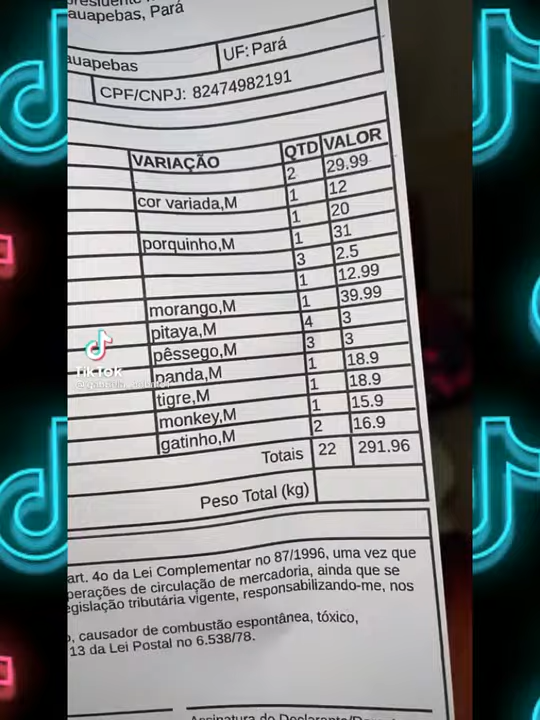 auapebas, Pará
auapebas
UF: Pará
CPF/CNPJ: 82474982191
VARIAÇÃO QTD VALOR
2 29.99
cor variada,M 1 12
1 20
porquinho,M 1 31
3 2.5
1 12.99
morango,M 1 39.99
pitaya,M 4 3
pêssego,M 3 3
panda,M 1 18.9
tigre,M 1 18.9
monkey,M 1 15.9
gatinho,M 2 16.9
Totais 22 291.96
Peso Total (kg)
TikTok
art. 4o da Lei Complementar no 87/1996, uma vez que
perações de circulação de mercadoria, ainda que se
egislação tributária vigente, responsabilizando-me, nos
o, causador de combustão espontânea, tóxico,
13 da Lei Postal no 6.538/78.